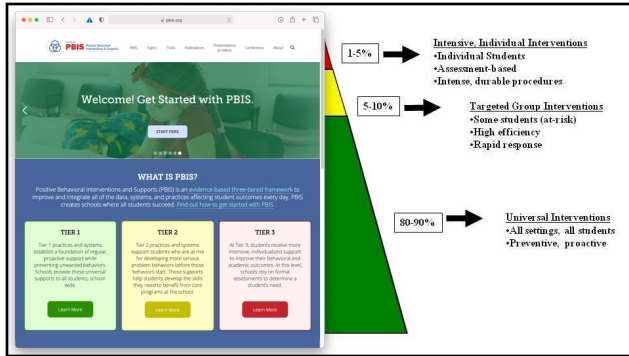 pbis.org
PBIS Positive Behavioral Interventions & Supports
PBIS Topics Tools Publications Presentations & Videos Conference About
Welcome! Get Started with PBIS.
START HERE
WHAT IS PBIS?
Positive Behavioral Interventions and Supports (PBIS) is an evidence-based three-tiered framework to
improve and integrate all of the data, systems, and practices affecting student outcomes every day. PBIS
creates schools where all students succeed. Find out how to get started with PBIS.
TIER 1
Tier 1 practices and systems
establish a foundation of regular,
proactive support while
preventing unwanted behaviors.
Schools provide these universal
supports to all students, school-
wide.
Learn More
TIER 2
Tier 2 practices and systems
support students who are at risk
for developing more serious
problem behaviors before those
behaviors start. These supports
help students develop the skills
they need to benefit from core
programs at the school.
Learn More
TIER 3
At Tier 3, students receive more
intensive, individualized support
to improve their behavioral and
academic outcomes. At this level,
schools rely on formal
assessments to determine a
student's need.
Learn More
1-5%
Intensive, Individual Interventions
•Individual Students
•Assessment-based
•Intense, durable procedures
5-10%
Targeted Group Interventions
•Some students (at-risk)
•High efficiency
•Rapid response
80-90%
Universal Interventions
•All settings, all students
•Preventive, proactive